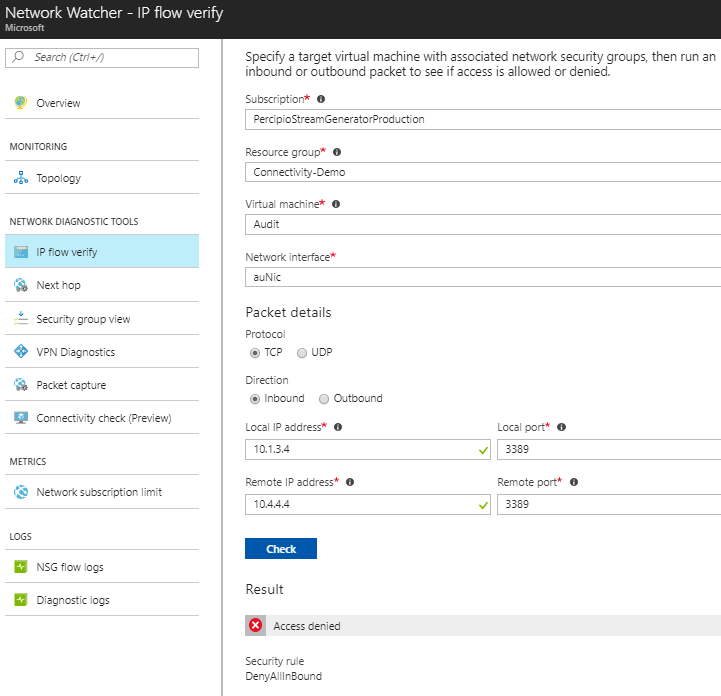 Network Watcher - IP flow verify
Microsoft
Search (Ctrl+/)
Overview
MONITORING
Topology
NETWORK DIAGNOSTIC TOOLS
IP flow verify
Next hop
Security group view
VPN Diagnostics
Packet capture
Connectivity check (Preview)
METRICS
Network subscription limit
LOGS
NSG flow logs
Diagnostic logs
Specify a target virtual machine with associated network security groups, then run an
inbound or outbound packet to see if access is allowed or denied.
Subscription*
PercipioStreamGeneratorProduction
Resource group*
Connectivity-Demo
Virtual machine*
Audit
Network interface*
auNic
Packet details
Protocol
TCP UDP
Direction
Inbound Outbound
Local IP address* Local port*
10.1.3.4 3389
Remote IP address* Remote port*
10.4.4.4 3389
Check
Result
Access denied
Security rule
DenyAllInBound